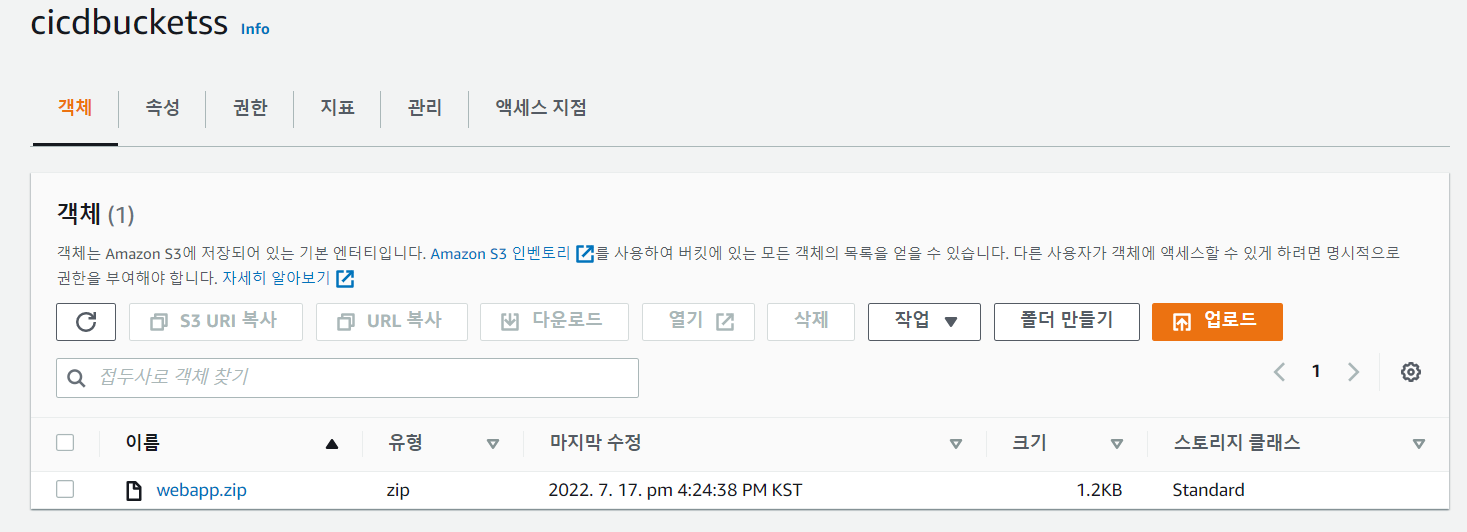 cicdbucketss Info
객체 속성 권한 지표 관리 액세스 지점
객체 (1)
객체는 Amazon S3에 저장되어 있는 기본 엔터티입니다. Amazon S3 인벤토리 를 사용하여 버킷에 있는 모든 객체의 목록을 얻을 수 있습니다. 다른 사용자가 객체에 액세스할 수 있게 하려면 명시적으로
권한을 부여해야 합니다. 자세히 알아보기
S3 URI 복사 URL 복사 다운로드 열기 삭제 작업 폴더 만들기 업로드
접두사로 객체 찾기 1
이름 유형 마지막 수정 크기 스토리지 클래스
webapp.zip zip 2022. 7. 17. pm 4:24:38 PM KST 1.2KB Standard